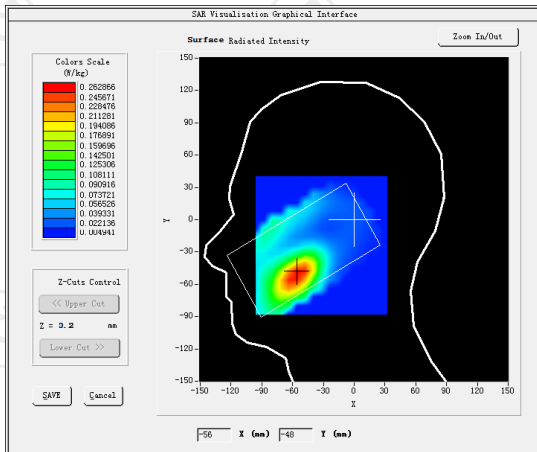 SAR Visualisation Graphical Interface
Surface Radiated Intensity
Zoom In/Out
Colors Scale
(W/kg)
0.262866
0.245671
0.228476
0.211281
0.194086
0.176891
0.159696
0.142501
0.125306
0.108111
0.090916
0.073721
0.056526
0.039331
0.022136
0.004941
Z-Cuts Control
<< Upper Cut
Z = 0.2 mm
Lower Cut >>
SAVE Cancel
150
120
90
60
30
0
-30
-60
-90
-120
-150
Y
-150 -120 -90 -60 -30 0 30 60 90 120 150
X
-56 X (mm) -48 Y (mm)